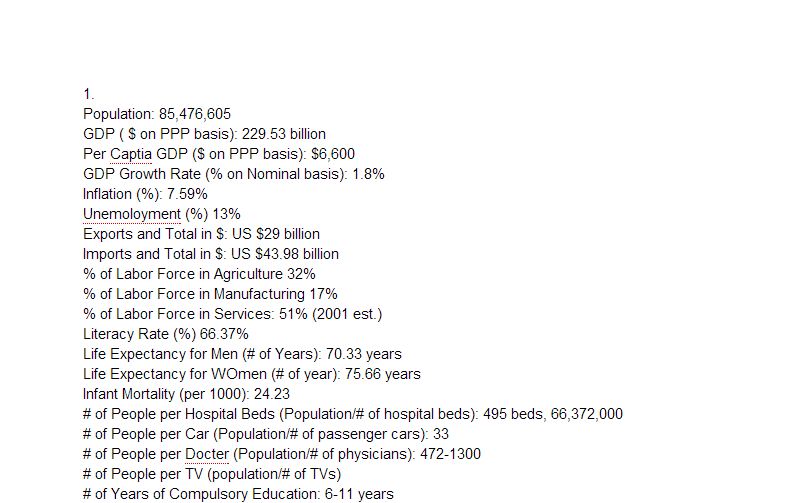 1.
Population: 85,476,605
GDP ( $ on PPP basis): 229.53 billion
Per Captia GDP ($ on PPP basis): $6,600
GDP Growth Rate (% on Nominal basis): 1.8%
Inflation (%): 7.59%
Unemoloyment (%) 13%
Exports and Total in $: US $29 billion
Imports and Total in $: US $43.98 billion
% of Labor Force in Agriculture 32%
% of Labor Force in Manufacturing 17%
% of Labor Force in Services: 51% (2001 est.)
Literacy Rate (%) 66.37%
Life Expectancy for Men (# of Years): 70.33 years
Life Expectancy for WOmen (# of year): 75.66 years
Infant Mortality (per 1000): 24.23
# of People per Hospital Beds (Population/# of hospital beds): 495 beds, 66,372,000
# of People per Car (Population/# of passenger cars): 33
# of People per Docter (Population/# of physicians): 472-1300
# of People per TV (population/# of TVs)
# of Years of Compulsory Education: 6-11 years